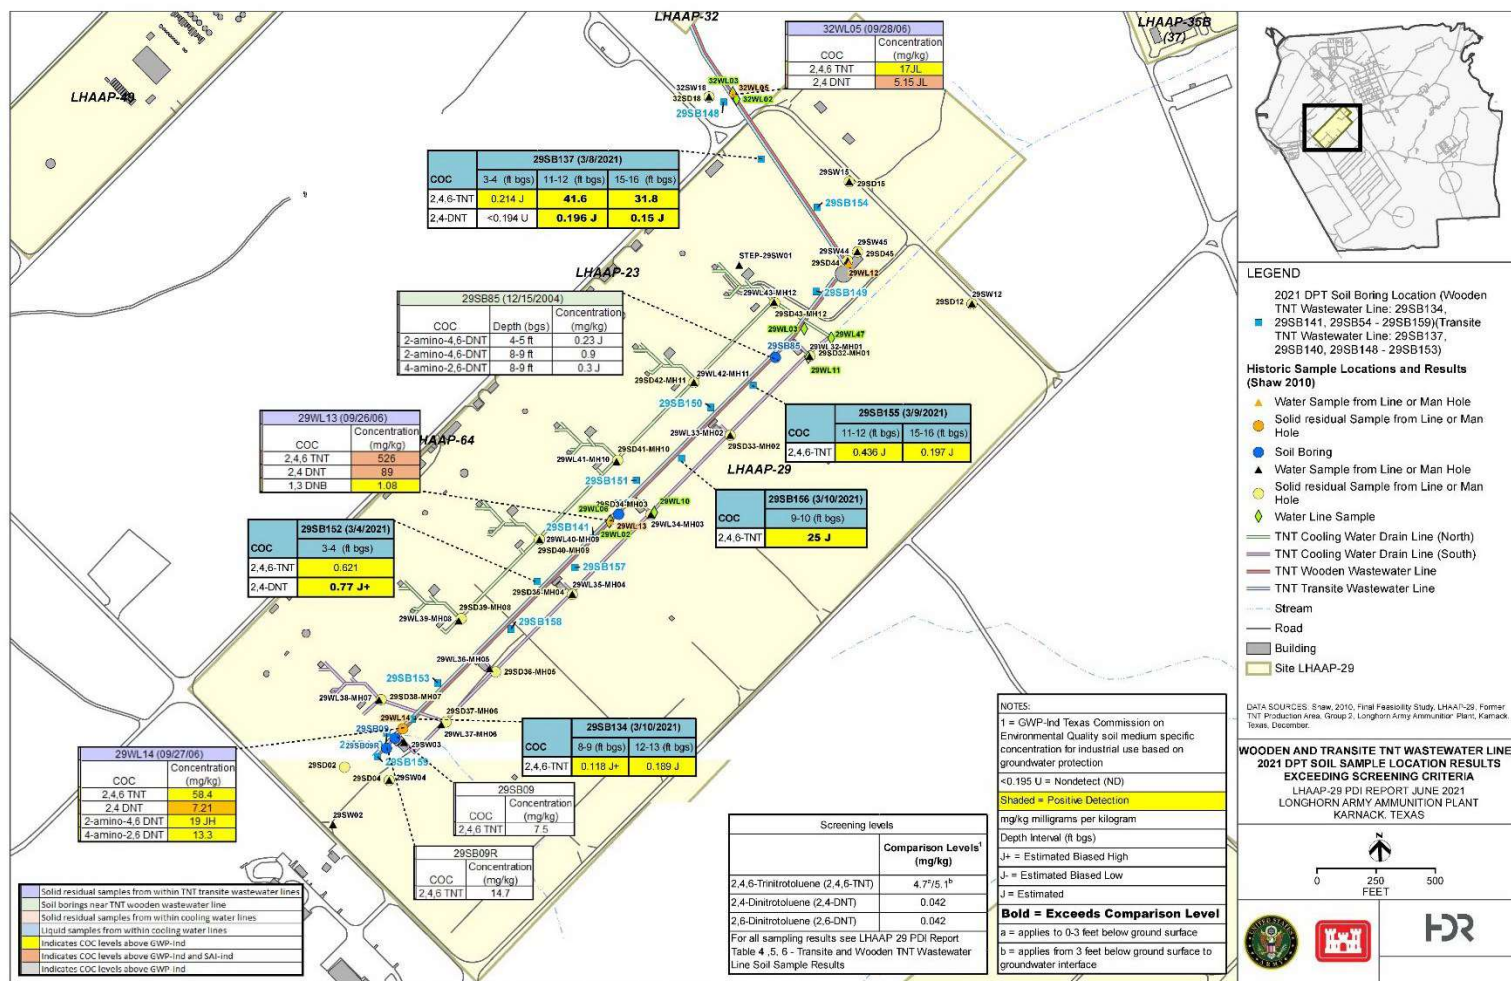 LHAAP-32
LHAAP-35B
(37)
LHAAP-49
32WL05 (09/28/06)
COC
Concentration
(mg/kg)
2,4,6 TNT
17JL
2,4 DNT
5.15 JL
32WL03
32SW18
32WL05
32SD18
32WL02
29SB148
29SB137 (3/8/2021)
COC
3-4 (ft bgs)
11-12 (ft bgs)
15-16 (ft bgs)
2,4,6-TNT
0.214 J
41.6
31.8
2,4-DNT
<0.194 U
0.196 J
0.15 J
29SW15
29SD15
29SB154
29SW45
29SW44
29SD45
29SD44
29WL12
STEP-29SW01
LHAAP-23
29SB149
29WL43-MH12
29SW12
29SD12
29SD43-MH12
29SB85 (12/15/2004)
COC
Depth (bgs)
Concentration
(mg/kg)
2-amino-4,6-DNT
4-5 ft
0.23 J
2-amino-4,6-DNT
8-9 ft
0.9
4-amino-2,6-DNT
8-9 ft
0.3 J
29WL03
29WL47
29SB85
29WL32-MH01
29SD32-MH01
29WL11
29WL42-MH11
29SD42-MH11
29SB150
29SB155 (3/9/2021)
COC
11-12 (ft bgs)
15-16 (ft bgs)
2,4,6-TNT
0.436 J
0.197 J
29WL13 (09/26/06)
COC
Concentration
(mg/kg)
2,4,6 TNT
526
2,4 DNT
89
1,3 DNB
1.08
HAAP-64
29WL33-MH02
29SD33-MH02
29SD41-MH10
29WL41-MH10
LHAAP-29
29SB151
29SB156 (3/10/2021)
COC
9-10 (ft bgs)
2,4,6-TNT
25 J
29SD34-MH03
29WL10
29WL06
29WL13
29WL34-MH03
29SB141
29WL02
29WL40-MH09
29SD40-MH09
29SB152 (3/4/2021)
COC
3-4 (ft bgs)
2,4,6-TNT
0.621
2,4-DNT
0.77 J+
29SB157
29WL35-MH04
29SD35-MH04
29SD39-MH08
29WL39-MH08
29SB158
29WL36-MH05
29SD36-MH05
29SB153
29WL38-MH07
29SD38-MH07
29SD37-MH06
29WL14
29WL37-MH06
29SB09
29SB09R
29SW03
29SB159
29SD02
29SD04
29SW04
29SW02
29SB134 (3/10/2021)
COC
8-9 (ft bgs)
12-13 (ft bgs)
2,4,6-TNT
0.118 J+
0.189 J
29WL14 (09/27/06)
COC
Concentration
(mg/kg)
2,4,6 TNT
58.4
2,4 DNT
7.21
2-amino-4,6 DNT
19 JH
4-amino-2,6 DNT
13.3
29SB09
COC
Concentration
(mg/kg)
2,4,6 TNT
7.5
29SB09R
COC
Concentration
(mg/kg)
2,4,6 TNT
14.7
Solid residual samples from within TNT transite wastewater lines
Soil borings near TNT wooden wastewater line
Solid residual samples from within cooling water lines
Liquid samples from within cooling water lines
Indicates COC levels above GWP-Ind
Indicates COC levels above GWP-Ind and SAI-ind
Indicates COC levels above GWP Ind
Screening levels
Comparison Levels1
(mg/kg)
2,4,6-Trinitrotoluene (2,4,6-TNT)
4.7a/5.1b
2,4-Dinitrotoluene (2,4-DNT)
0.042
2,6-Dinitrotoluene (2,6-DNT)
0.042
For all sampling results see LHAAP 29 PDI Report
Table 4 ,5, 6 - Transite and Wooden TNT Wastewater
Line Soil Sample Results
NOTES:
1 = GWP-Ind Texas Commission on
Environmental Quality soil medium specific
concentration for industrial use based on
groundwater protection
<0.195 U = Nondetect (ND)
Shaded = Positive Detection
mg/kg milligrams per kilogram
Depth Interval (ft bgs)
J+ = Estimated Biased High
J- = Estimated Biased Low
J = Estimated
Bold = Exceeds Comparison Level
a = applies to 0-3 feet below ground surface
b = applies from 3 feet below ground surface to
groundwater interface
LEGEND
2021 DPT Soil Boring Location (Wooden
TNT Wastewater Line: 29SB134,
29SB141, 29SB54 - 29SB159)(Transite
TNT Wastewater Line: 29SB137,
29SB140, 29SB148 - 29SB153)
Historic Sample Locations and Results
(Shaw 2010)
Water Sample from Line or Man Hole
Solid residual Sample from Line or Man
Hole
Soil Boring
Water Sample from Line or Man Hole
Solid residual Sample from Line or Man
Hole
Water Line Sample
TNT Cooling Water Drain Line (North)
TNT Cooling Water Drain Line (South)
TNT Wooden Wastewater Line
TNT Transite Wastewater Line
Stream
Road
Building
Site LHAAP-29
DATA SOURCES: Shaw, 2010, Final Feasibility Study, LHAAP-29, Former
TNT Production Area, Group 2, Longhorn Army Ammunition Plant, Karnack,
Texas, December.
WOODEN AND TRANSITE TNT WASTEWATER LINE
2021 DPT SOIL SAMPLE LOCATION RESULTS
EXCEEDING SCREENING CRITERIA
LHAAP-29 PDI REPORT JUNE 2021
LONGHORN ARMY AMMUNITION PLANT
KARNACK, TEXAS
N
0 250 500
FEET
HDR